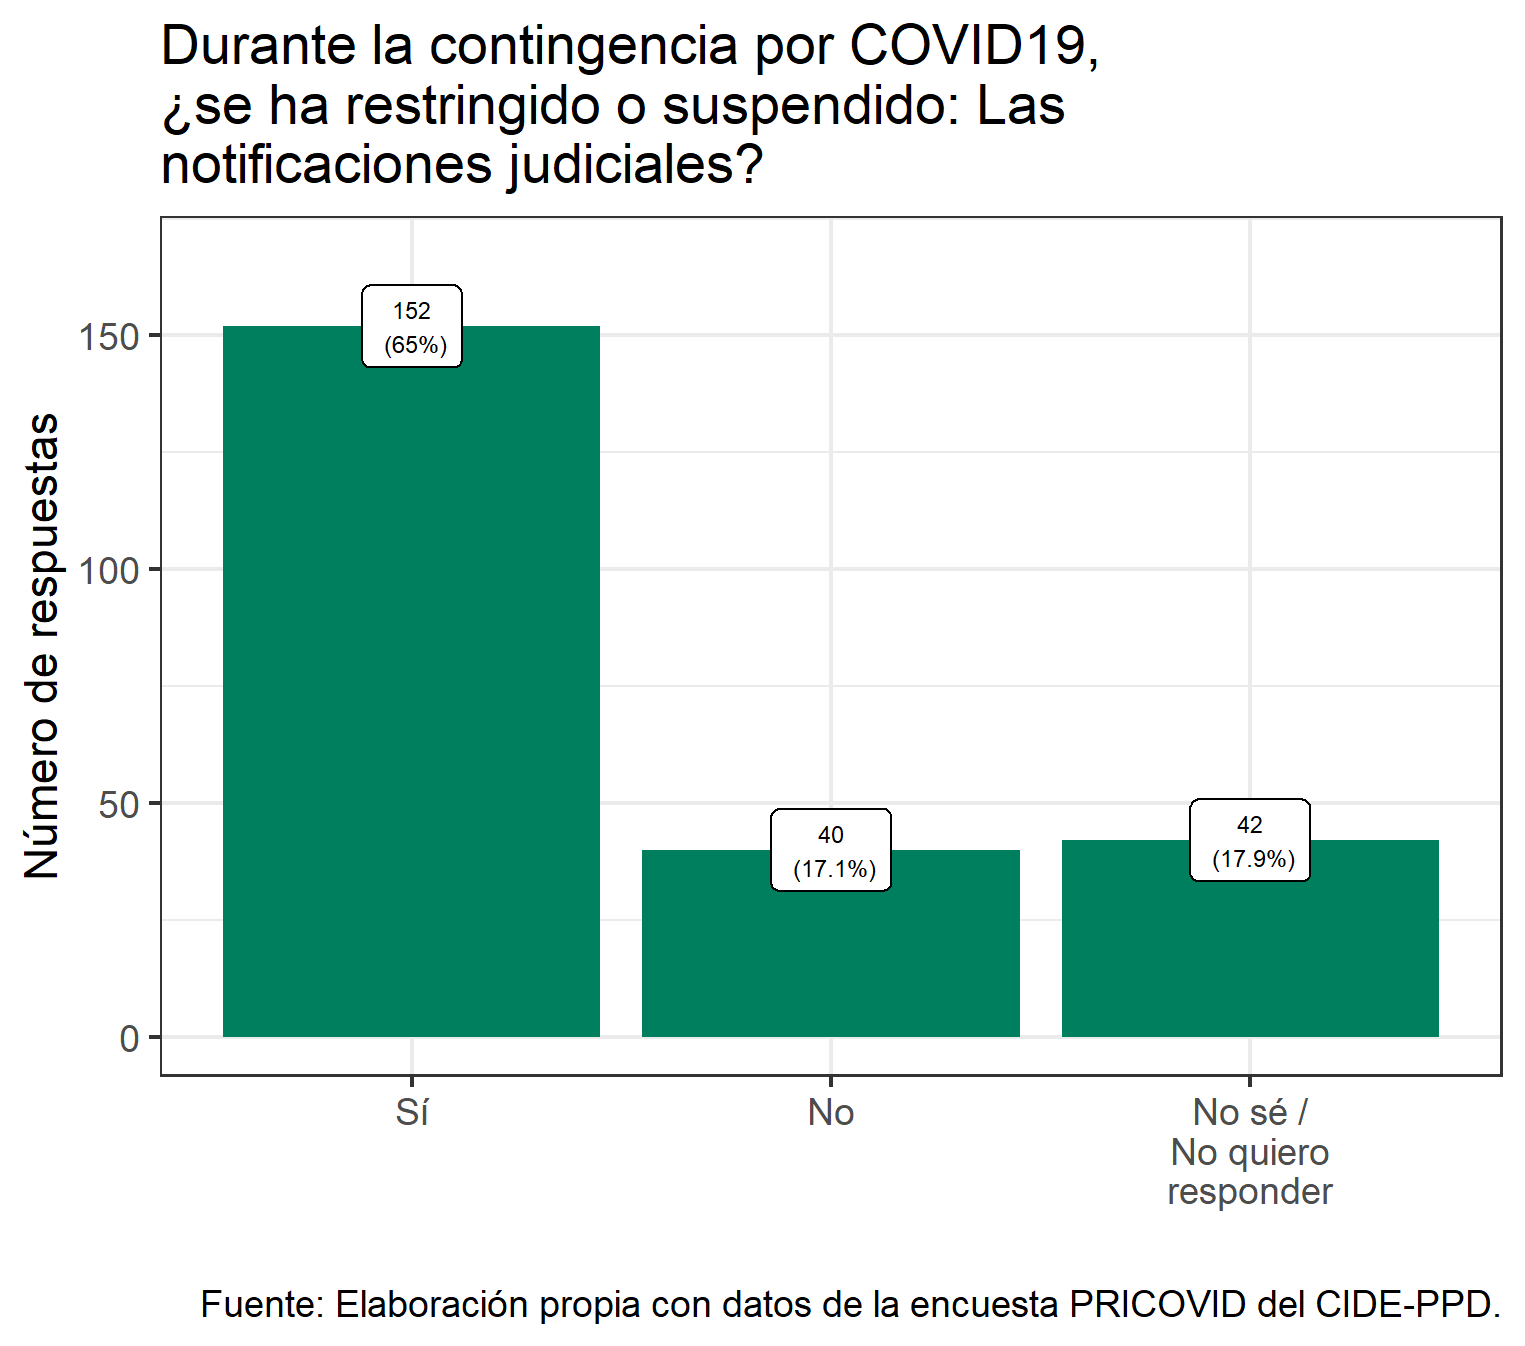 Durante la contingencia por COVID19,
¿se ha restringido o suspendido: Las
notificaciones judiciales?
Número de respuestas
150
100
50
0
152
(65%)
40
(17.1%)
42
(17.9%)
Sí
No
No sé /
No quiero
responder
Fuente: Elaboración propia con datos de la encuesta PRICOVID del CIDE-PPD.